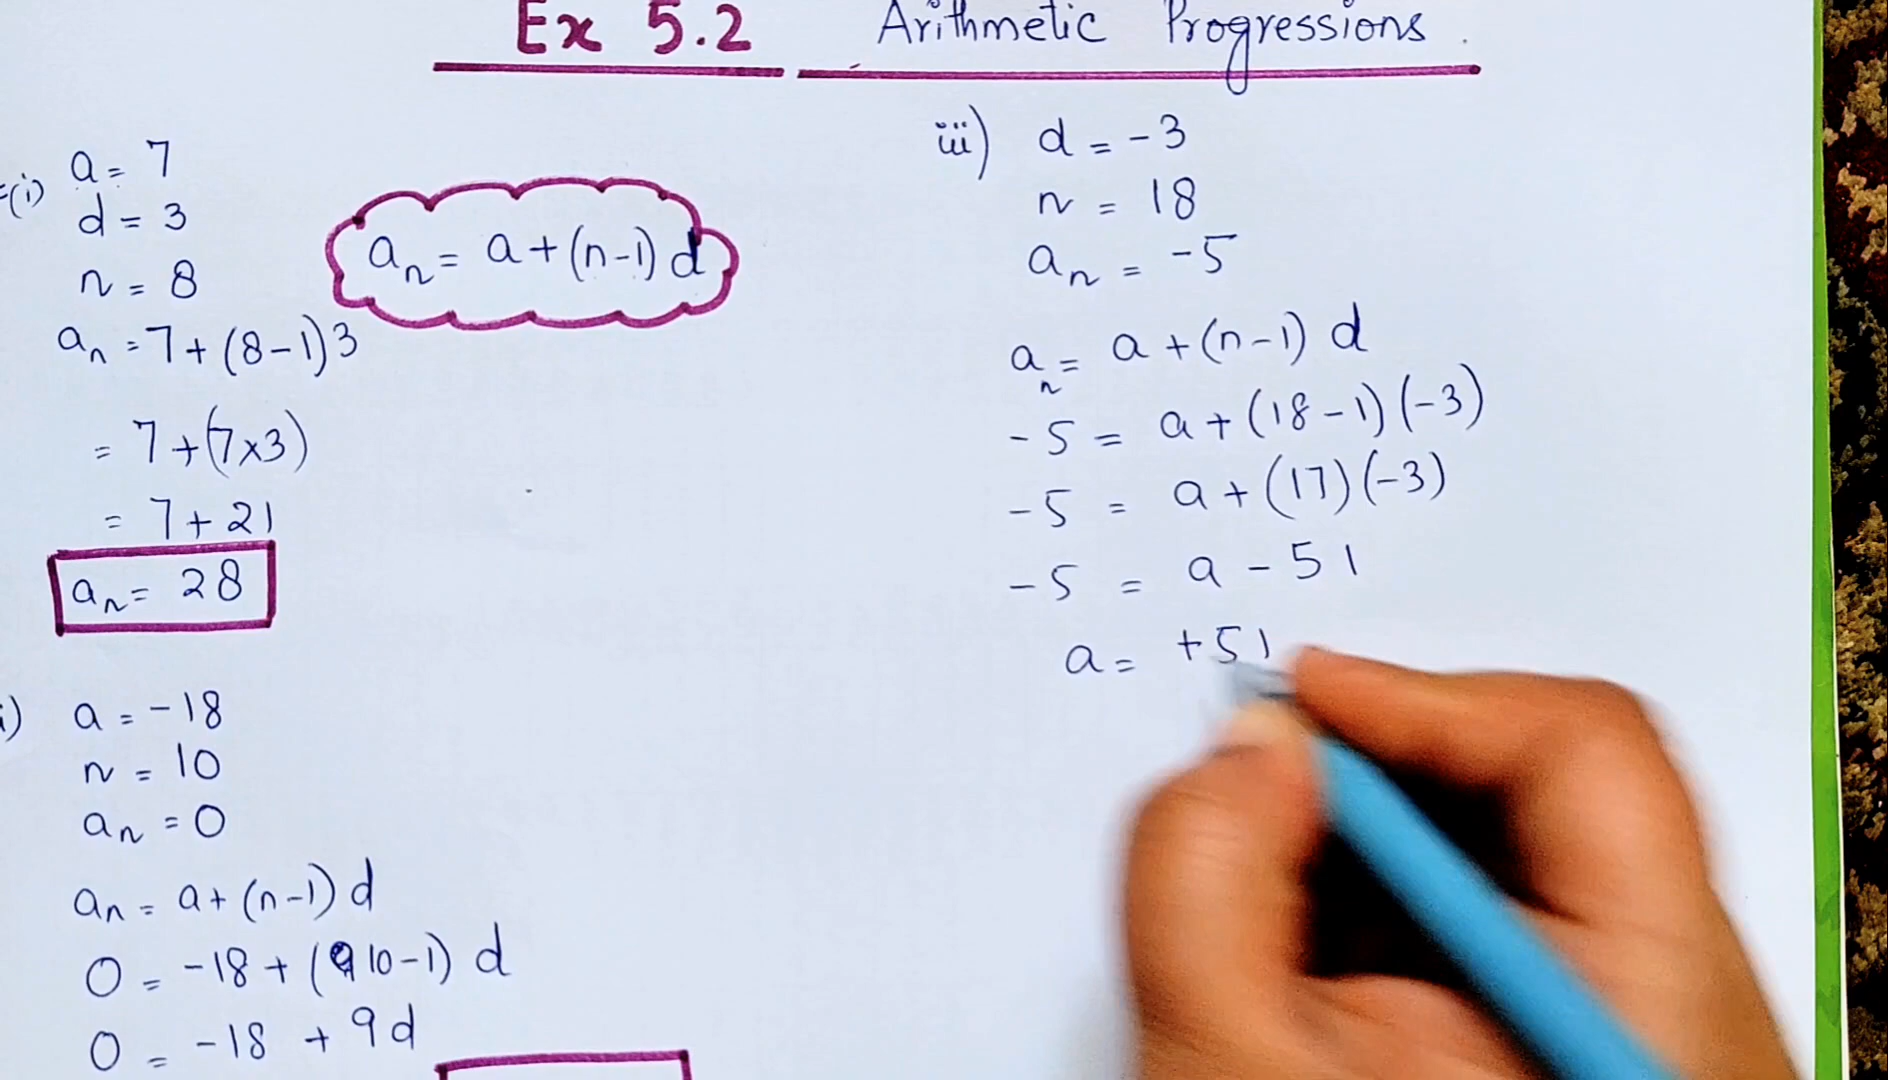 Ex 5.2 Arithmetic Progressions.
(i) a = 7
d = 3
n = 8
aₙ = a + (n-1) d
aₙ = 7 + (8-1)3
= 7 + (7×3)
= 7 + 21
aₙ = 28
i) a = -18
n = 10
aₙ = 0
aₙ = a + (n-1) d
0 = -18 + (10-1) d
0 = -18 + 9d
iii) d = -3
n = 18
aₙ = -5
aₙ = a + (n-1) d
-5 = a + (18-1)(-3)
-5 = a + (17)(-3)
-5 = a - 51
a = +51